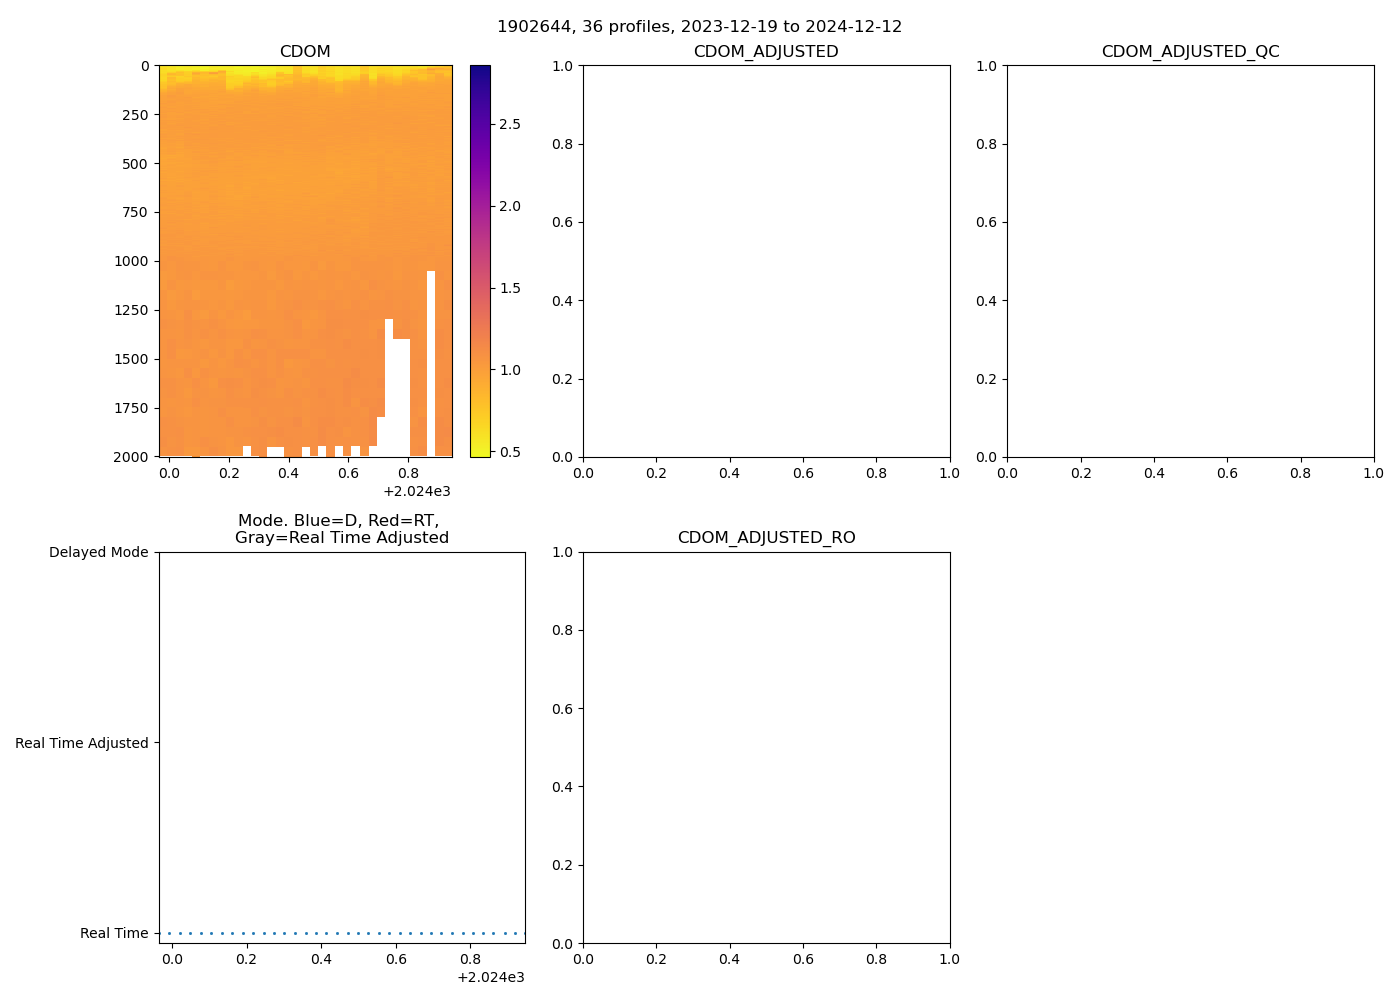 1902644, 36 profiles, 2023-12-19 to 2024-12-12
CDOM
0
250
500
750
1000
1250
1500
1750
2000
0.0 0.2 0.4 0.6 0.8
+2.024e3
2.5
2.0
1.5
1.0
0.5
CDOM_ADJUSTED
1.0
0.8
0.6
0.4
0.2
0.0
0.0 0.2 0.4 0.6 0.8 1.0
CDOM_ADJUSTED_QC
1.0
0.8
0.6
0.4
0.2
0.0
0.0 0.2 0.4 0.6 0.8 1.0
Mode. Blue=D, Red=RT,
Gray=Real Time Adjusted
Delayed Mode
Real Time Adjusted
Real Time
0.0 0.2 0.4 0.6 0.8
+2.024e3
CDOM_ADJUSTED_RO
1.0
0.8
0.6
0.4
0.2
0.0
0.0 0.2 0.4 0.6 0.8 1.0